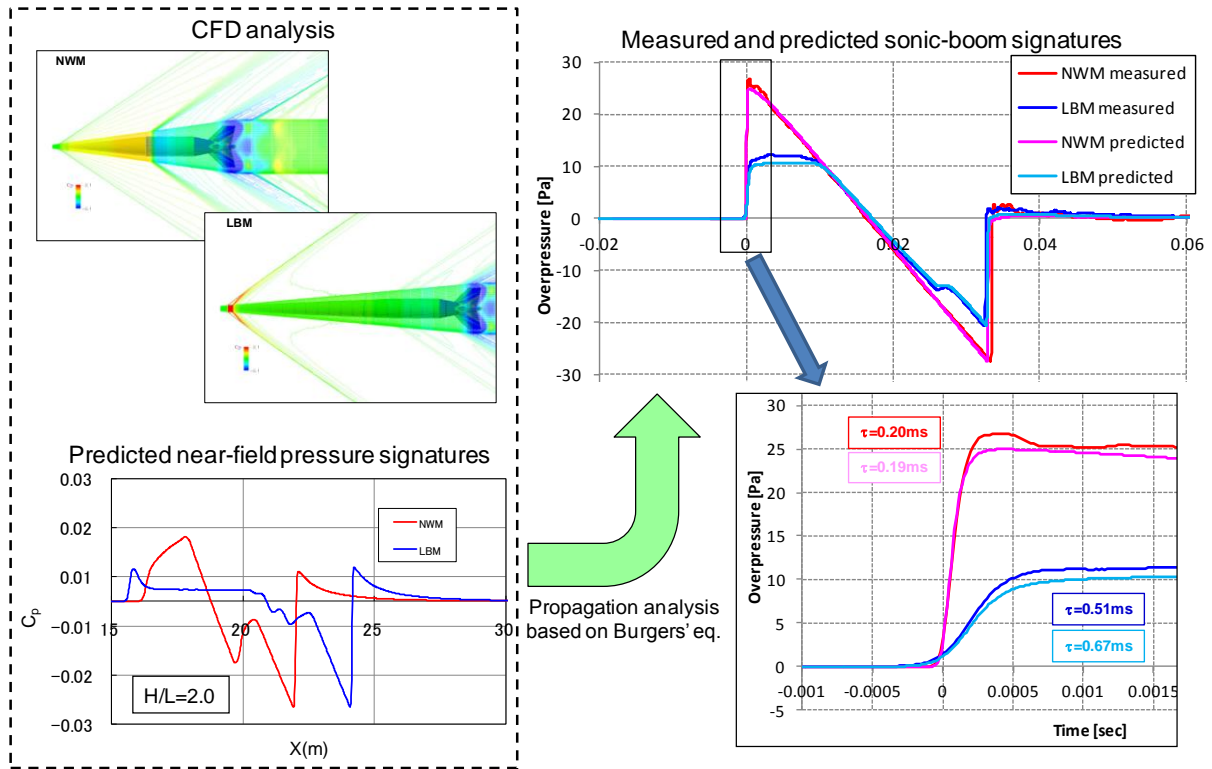 CFD analysis
NWM
LBM
Predicted near-field pressure signatures
0.03
0.02
0.01
−0.01
−0.02
−0.03
15
20
25
30
Cp
X(m)
NWM
LBM
H/L=2.0
Propagation analysis
based on Burgers' eq.
Measured and predicted sonic-boom signatures
30
20
10
0
-10
-20
-30
-0.02
0
0.02
0.04
0.06
Overpressure [Pa]
NWM measured
LBM measured
NWM predicted
LBM predicted
30
25
20
15
10
5
0
-5
-0.001
-0.0005
0
0.0005
0.001
0.0015
Overpressure [Pa]
Time [sec]
τ=0.20ms
τ=0.19ms
τ=0.51ms
τ=0.67ms